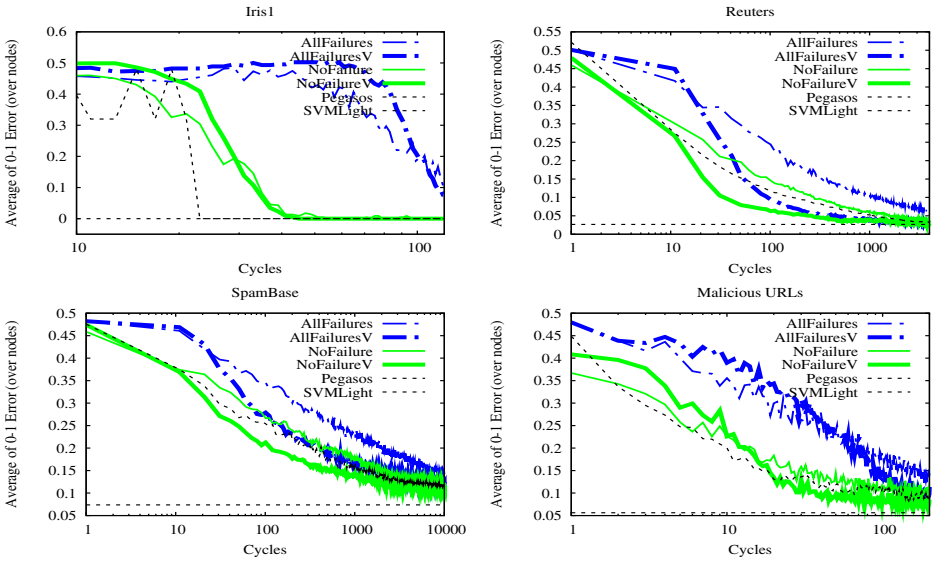 Iris1
Average of 0-1 Error (over nodes)
0.6
0.5
0.4
0.3
0.2
0.1
0
10
100
Cycles
AllFailures
AllFailuresV
NoFailure
NoFailureV
Pegasos
SVMLight
Reuters
Average of 0-1 Error (over nodes)
0.55
0.5
0.45
0.4
0.35
0.3
0.25
0.2
0.15
0.1
0.05
0
1
10
100
1000
Cycles
AllFailures
AllFailuresV
NoFailure
NoFailureV
Pegasos
SVMLight
SpamBase
Average of 0-1 Error (over nodes)
0.5
0.45
0.4
0.35
0.3
0.25
0.2
0.15
0.1
0.05
1
10
100
1000
10000
Cycles
AllFailures
AllFailuresV
NoFailure
NoFailureV
Pegasos
SVMLight
Malicious URLs
Average of 0-1 Error (over nodes)
0.5
0.45
0.4
0.35
0.3
0.25
0.2
0.15
0.1
0.05
1
10
100
Cycles
AllFailures
AllFailuresV
NoFailure
NoFailureV
Pegasos
SVMLight